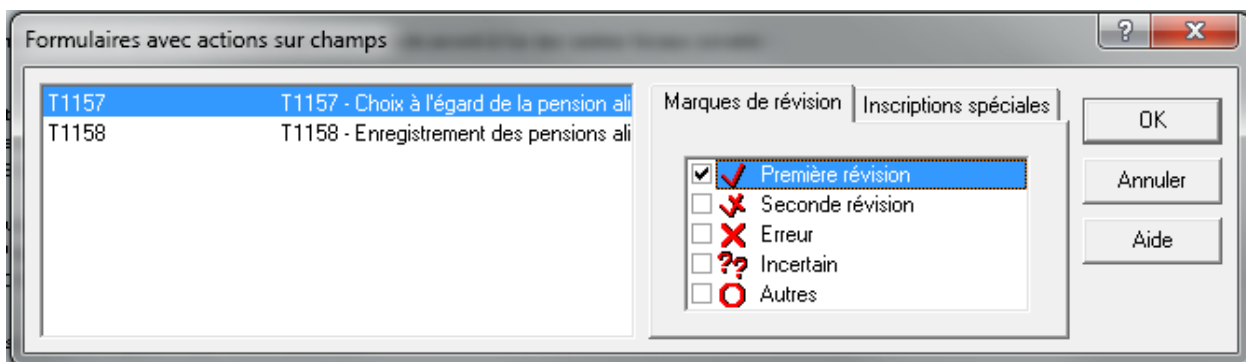 Formulaires avec actions sur champs
T1157 T1157 - Choix à l'égard de la pension ali
T1158 T1158 - Enregistrement des pensions ali
Marques de révision
Inscriptions spéciales
Première révision
Seconde révision
Erreur
?? Incertain
Autres
OK
Annuler
Aide